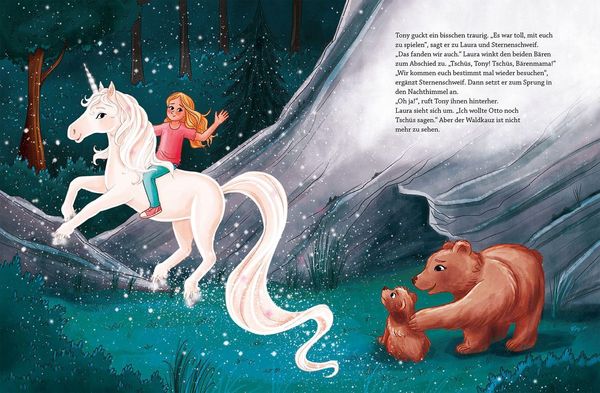 Tony guckt ein bisschen traurig. „Es war toll, mit euch
zu spielen“, sagt er zu Laura und Sternenschweif.
„Das fanden wir auch.“ Laura winkt den beiden Bären
zum Abschied zu. „Tschüs, Tony! Tschüs, Bärenmama!“
„Wir kommen euch bestimmt mal wieder besuchen“,
ergänzt Sternenschweif. Dann setzt er zum Sprung in
den Nachthimmel an.
„Oh ja!“, ruft Tony ihnen hinterher.
Laura sieht sich um. „Ich wollte Otto noch
Tschüs sagen.“ Aber der Waldkauz ist nicht
mehr zu sehen.